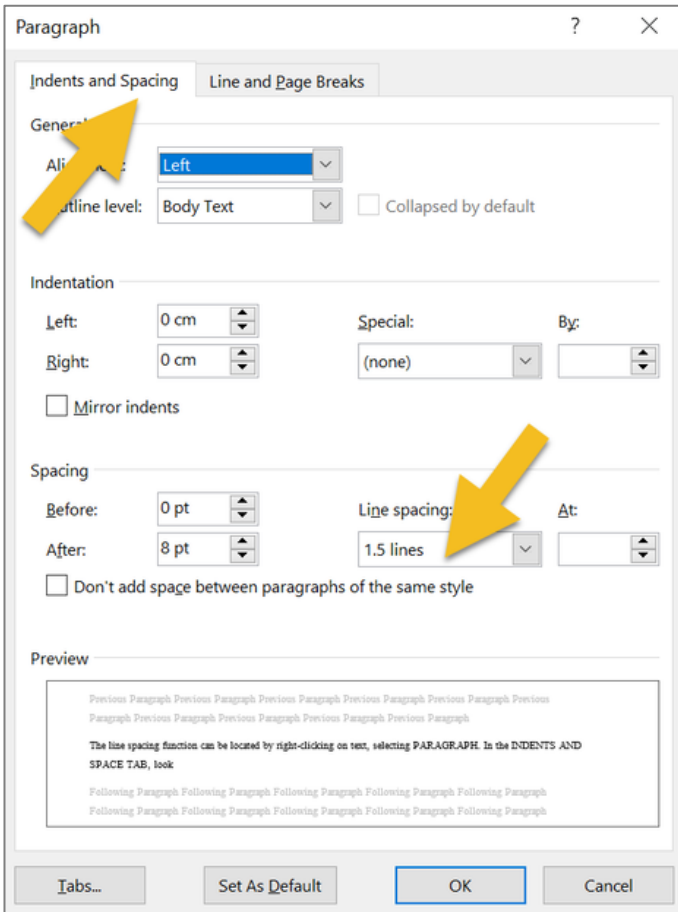 Paragraph ? ×
Indents and Spacing Line and Page Breaks
General
Left
Outline level: Body Text Collapsed by default
Indentation
Left: 0 cm Special: By:
Right: 0 cm (none)
Mirror indents
Spacing
Before: 0 pt Line spacing: At:
After: 8 pt 1.5 lines
Don't add space between paragraphs of the same style
Preview
Previous Paragraph Previous Paragraph Previous Paragraph Previous Paragraph Previous Paragraph Previous
Paragraph Previous Paragraph Previous Paragraph Previous Paragraph Previous Paragraph
The line spacing function can be located by right-clicking on text, selecting PARAGRAPH. In the INDENTS AND
SPACE TAB, look
Following Paragraph Following Paragraph Following Paragraph Following Paragraph Following Paragraph
Following Paragraph Following Paragraph Following Paragraph Following Paragraph Following Paragraph
Tabs... Set As Default OK Cancel